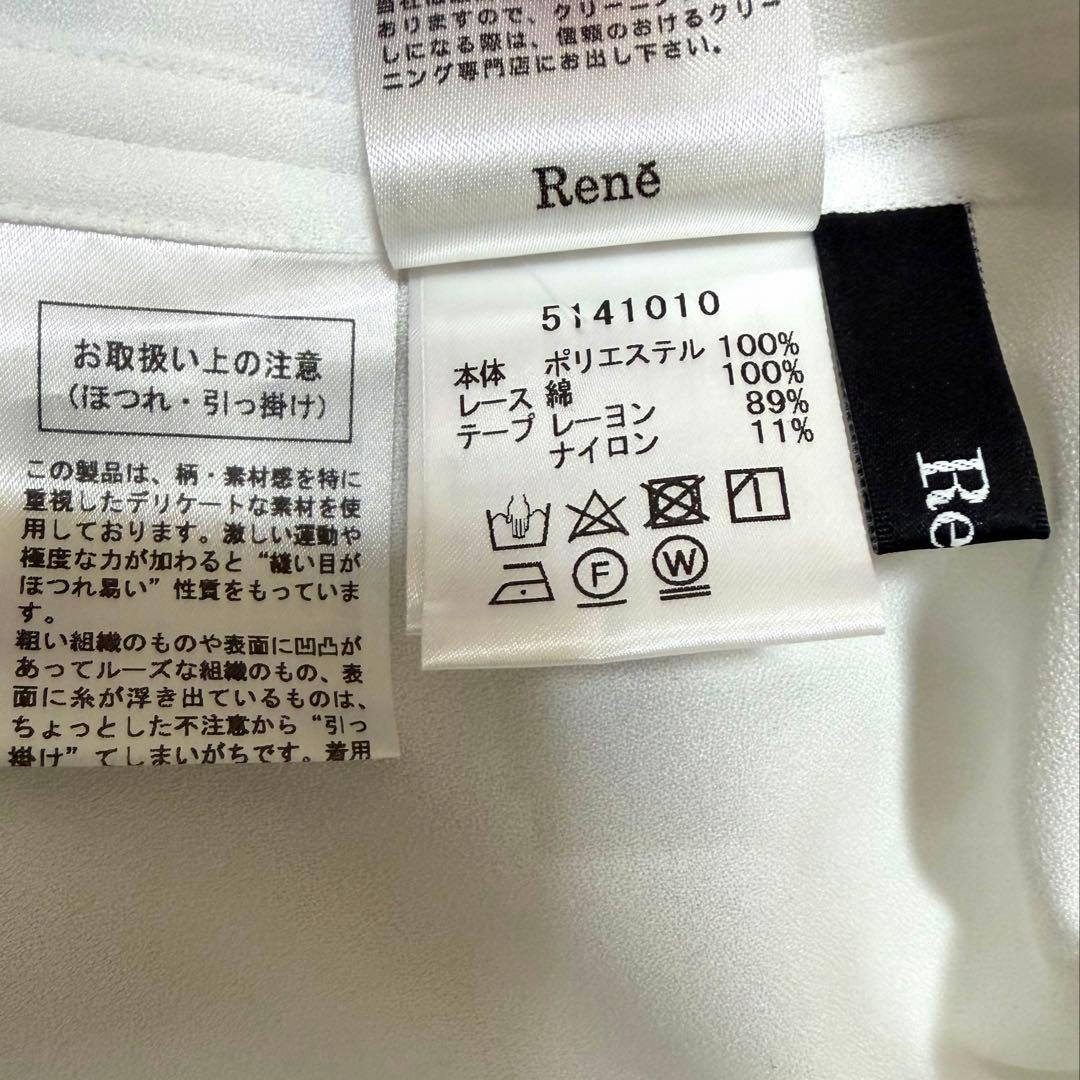 おりますので、クリーニン
しになる際は、信頼のおけるクリー
ニング専門店にお出し下さい。
René
5141010
本体 ポリエステル 100%
レース 綿 100%
テープ レーヨン 89%
ナイロン 11%
F W
Re
お取扱い上の注意
(ほつれ・引っ掛け)
この製品は、柄・素材感を特に
重視したデリケートな素材を使
用しております。激しい運動や
極度な力が加わると“縫い目が
ほつれ易い”性質をもっていま
す。
粗い組織のものや表面に凹凸が
あってルーズな組織のもの、表
面に糸が浮き出ているものは、
ちょっとした不注意から“引っ
掛け”てしまいがちです。着用